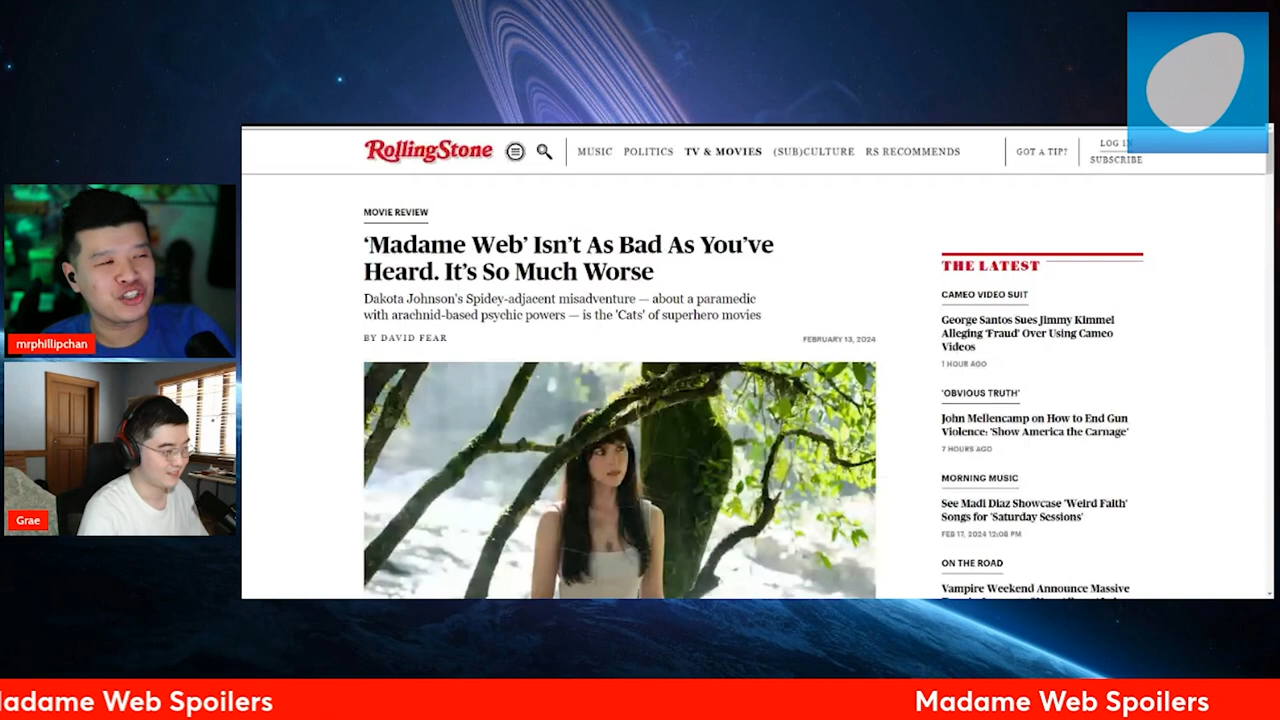 RollingStone
MUSIC POLITICS TV & MOVIES (SUB)CULTURE RS RECOMMENDS
GOT A TIP?
LOG IN
SUBSCRIBE
mrphillipchan
Grae
MOVIE REVIEW
‘Madame Web’ Isn’t As Bad As You’ve
Heard. It’s So Much Worse
Dakota Johnson's Spidey-adjacent misadventure — about a paramedic
with arachnid-based psychic powers — is the 'Cats' of superhero movies
BY DAVID FEAR
FEBRUARY 13, 2024
THE LATEST
CAMEO VIDEO SUIT
George Santos Sues Jimmy Kimmel
Alleging ‘Fraud’ Over Using Cameo
Videos
1 HOUR AGO
‘OBVIOUS TRUTH’
John Mellencamp on How to End Gun
Violence: ‘Show America the Carnage’
7 HOURS AGO
MORNING MUSIC
See Madi Diaz Showcase ‘Weird Faith’
Songs for ‘Saturday Sessions’
FEB 17, 2024 12:08 PM
ON THE ROAD
Vampire Weekend Announce Massive
adame Web Spoilers
Madame Web Spoilers